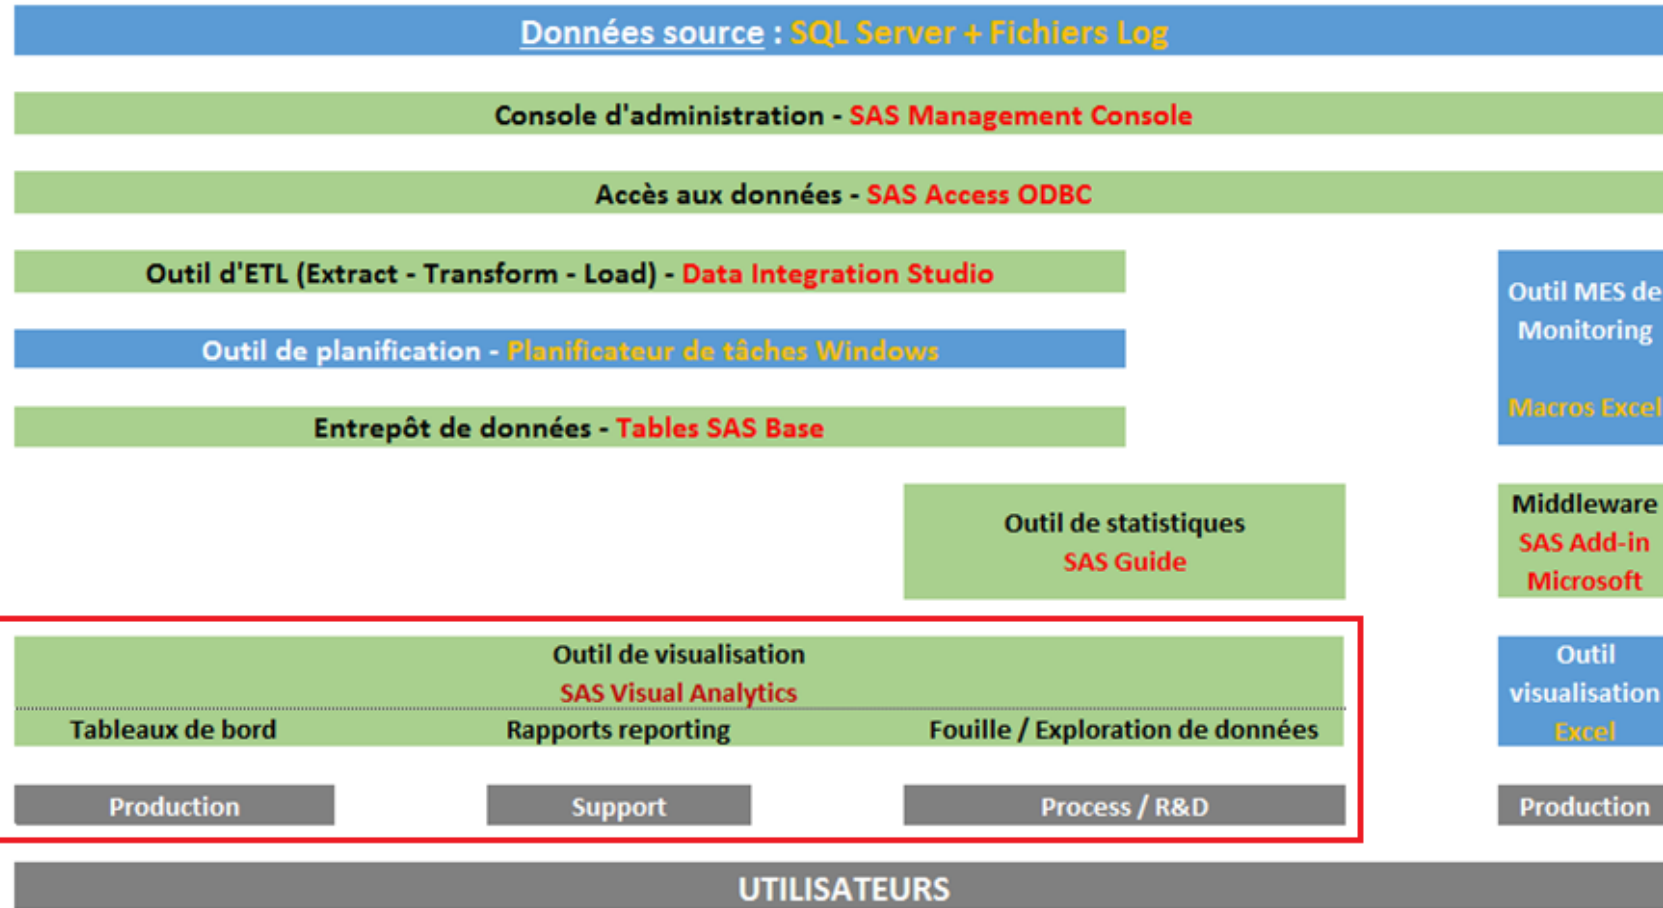 Données source : SQL Server + Fichiers Log
Console d'administration - SAS Management Console
Accès aux données - SAS Access ODBC
Outil d'ETL (Extract - Transform - Load) - Data Integration Studio
Outil de planification - Planificateur de tâches Windows
Entrepôt de données - Tables SAS Base
Outil MES de
Monitoring
Macros Excel
Outil de statistiques
SAS Guide
Middleware
SAS Add-in
Microsoft
Outil de visualisation
SAS Visual Analytics
Tableaux de bord
Rapports reporting
Fouille / Exploration de données
Outil
visualisation
Excel
Production
Support
Process / R&D
Production
UTILISATEURS